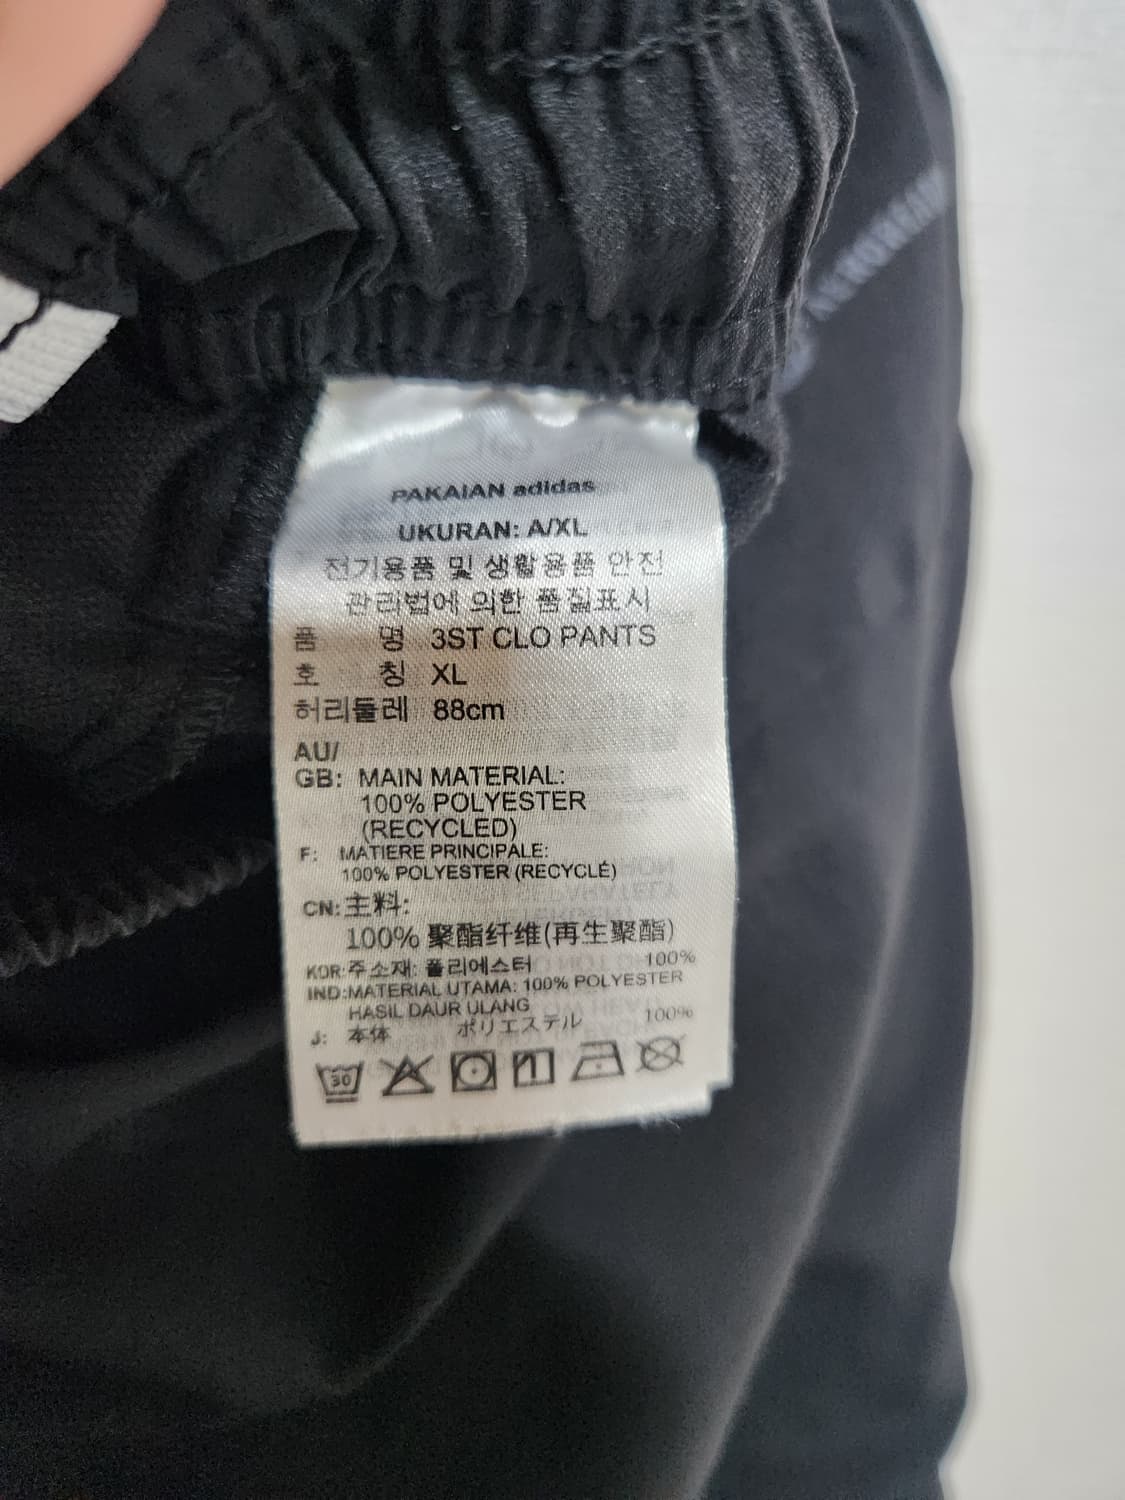 PAKAIAN adidas
UKURAN: A/XL
전기용품 및 생활용품 안전
관리법에 의한 품질표시
품 명 3ST CLO PANTS
호 칭 XL
허리둘레 88cm
AU/
GB: MAIN MATERIAL:
100% POLYESTER
(RECYCLED)
F: MATIERE PRINCIPALE:
100% POLYESTER (RECYCLÉ)
CN: 主料:
100% 聚酯纤维(再生聚酯)
KOR: 주소재: 폴리에스터 100%
IND: MATERIAL UTAMA: 100% POLYESTER
HASIL DAUR ULANG
J: 本体 ポリエステル 100%
30